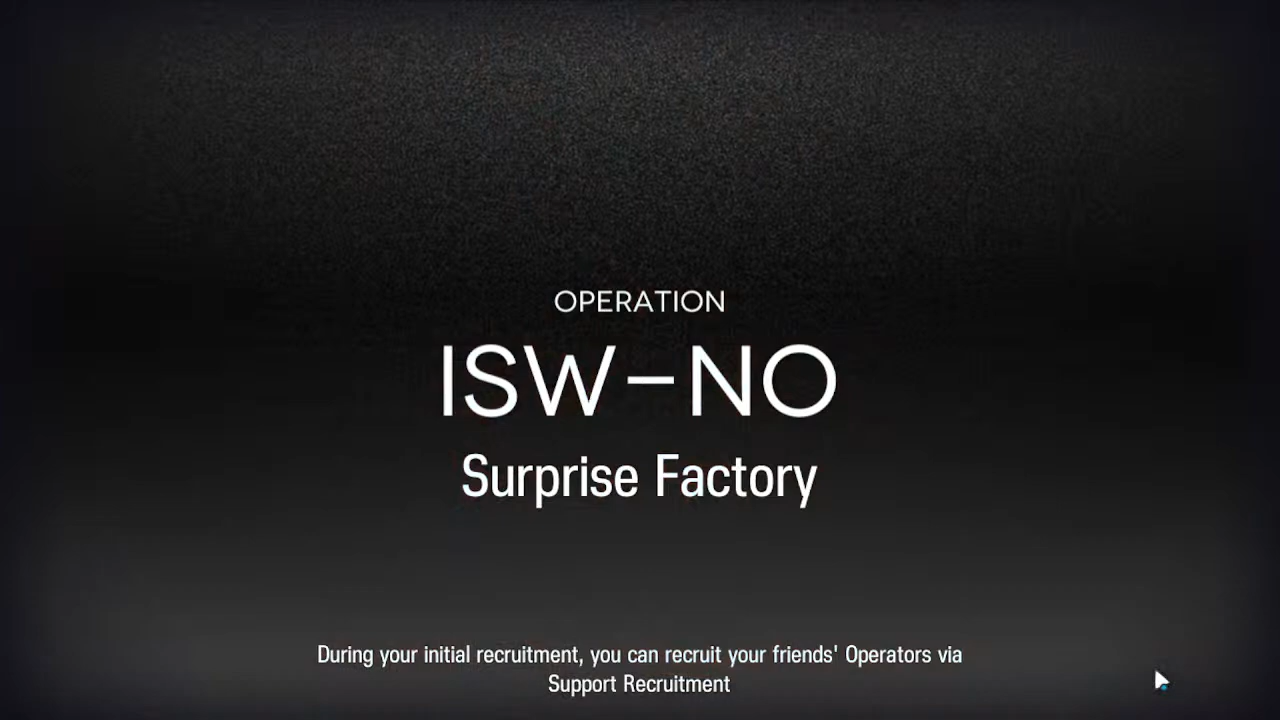 OPERATION
ISW-NO
Surprise Factory
During your initial recruitment, you can recruit your friends' Operators via
Support Recruitment